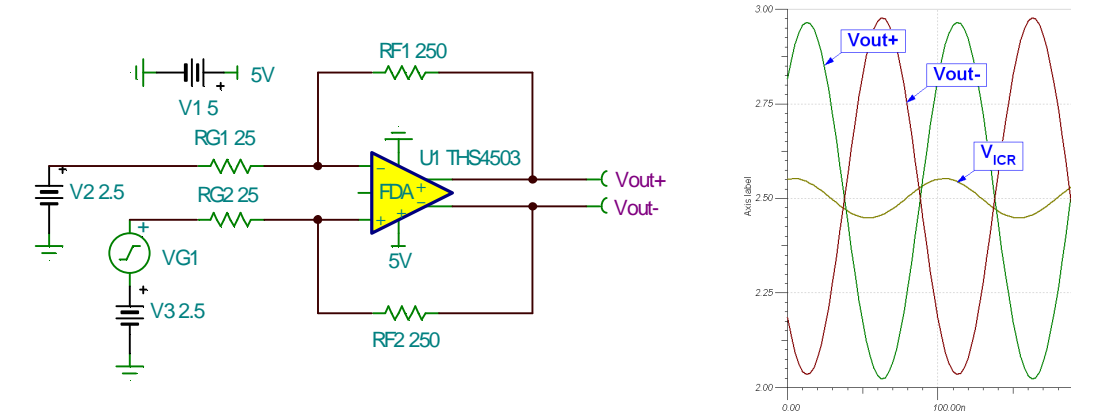 RF1 250
5V
V1 5
RG1 25
U1 THS4503
V2 2.5
RG2 25
FDA
Vout+
Vout-
VG1
5V
V3 2.5
RF2 250
3.00
Vout+
Vout-
2.75
VICR
Axis label
2.50
2.25
2.00
0.00
100.00n